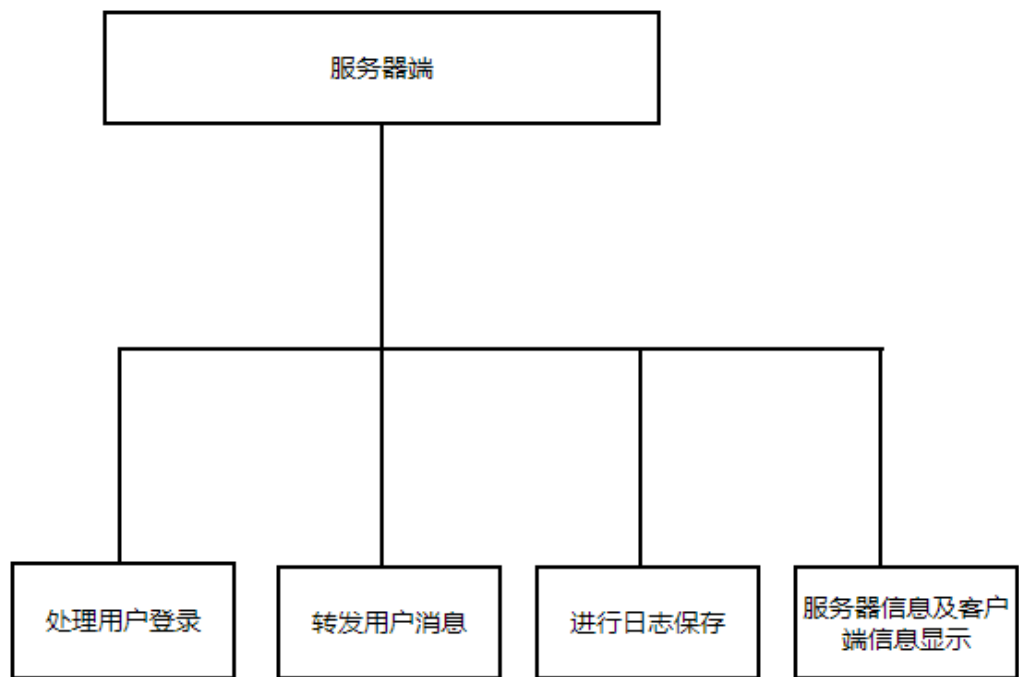 服务器端
处理用户登录
转发用户消息
进行日志保存
服务器信息及客户
端信息显示